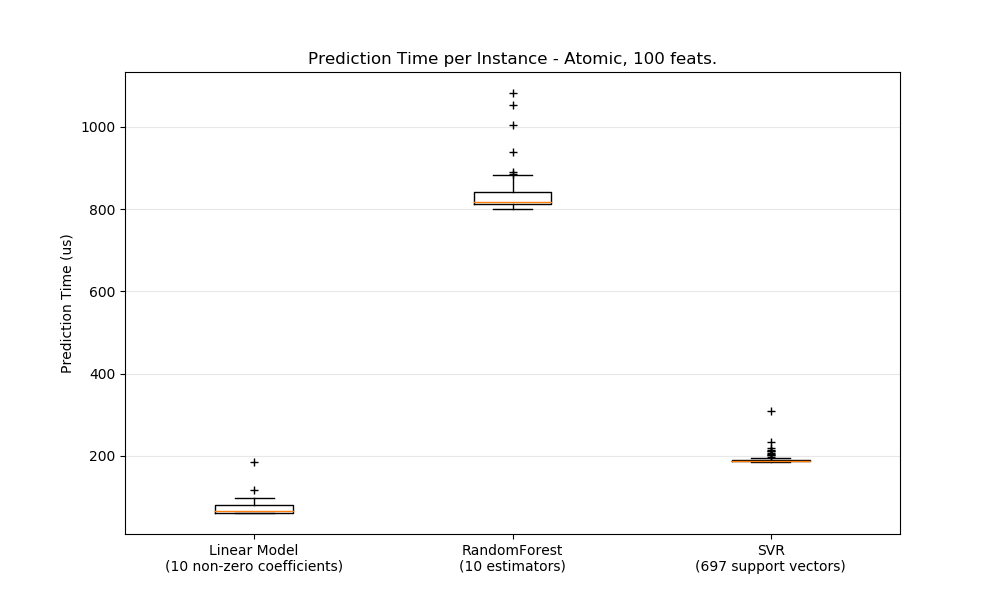 Prediction Time per Instance - Atomic, 100 feats.
1000
800
600
400
200
Prediction Time (us)
Linear Model
(10 non-zero coefficients)
RandomForest
(10 estimators)
SVR
(697 support vectors)